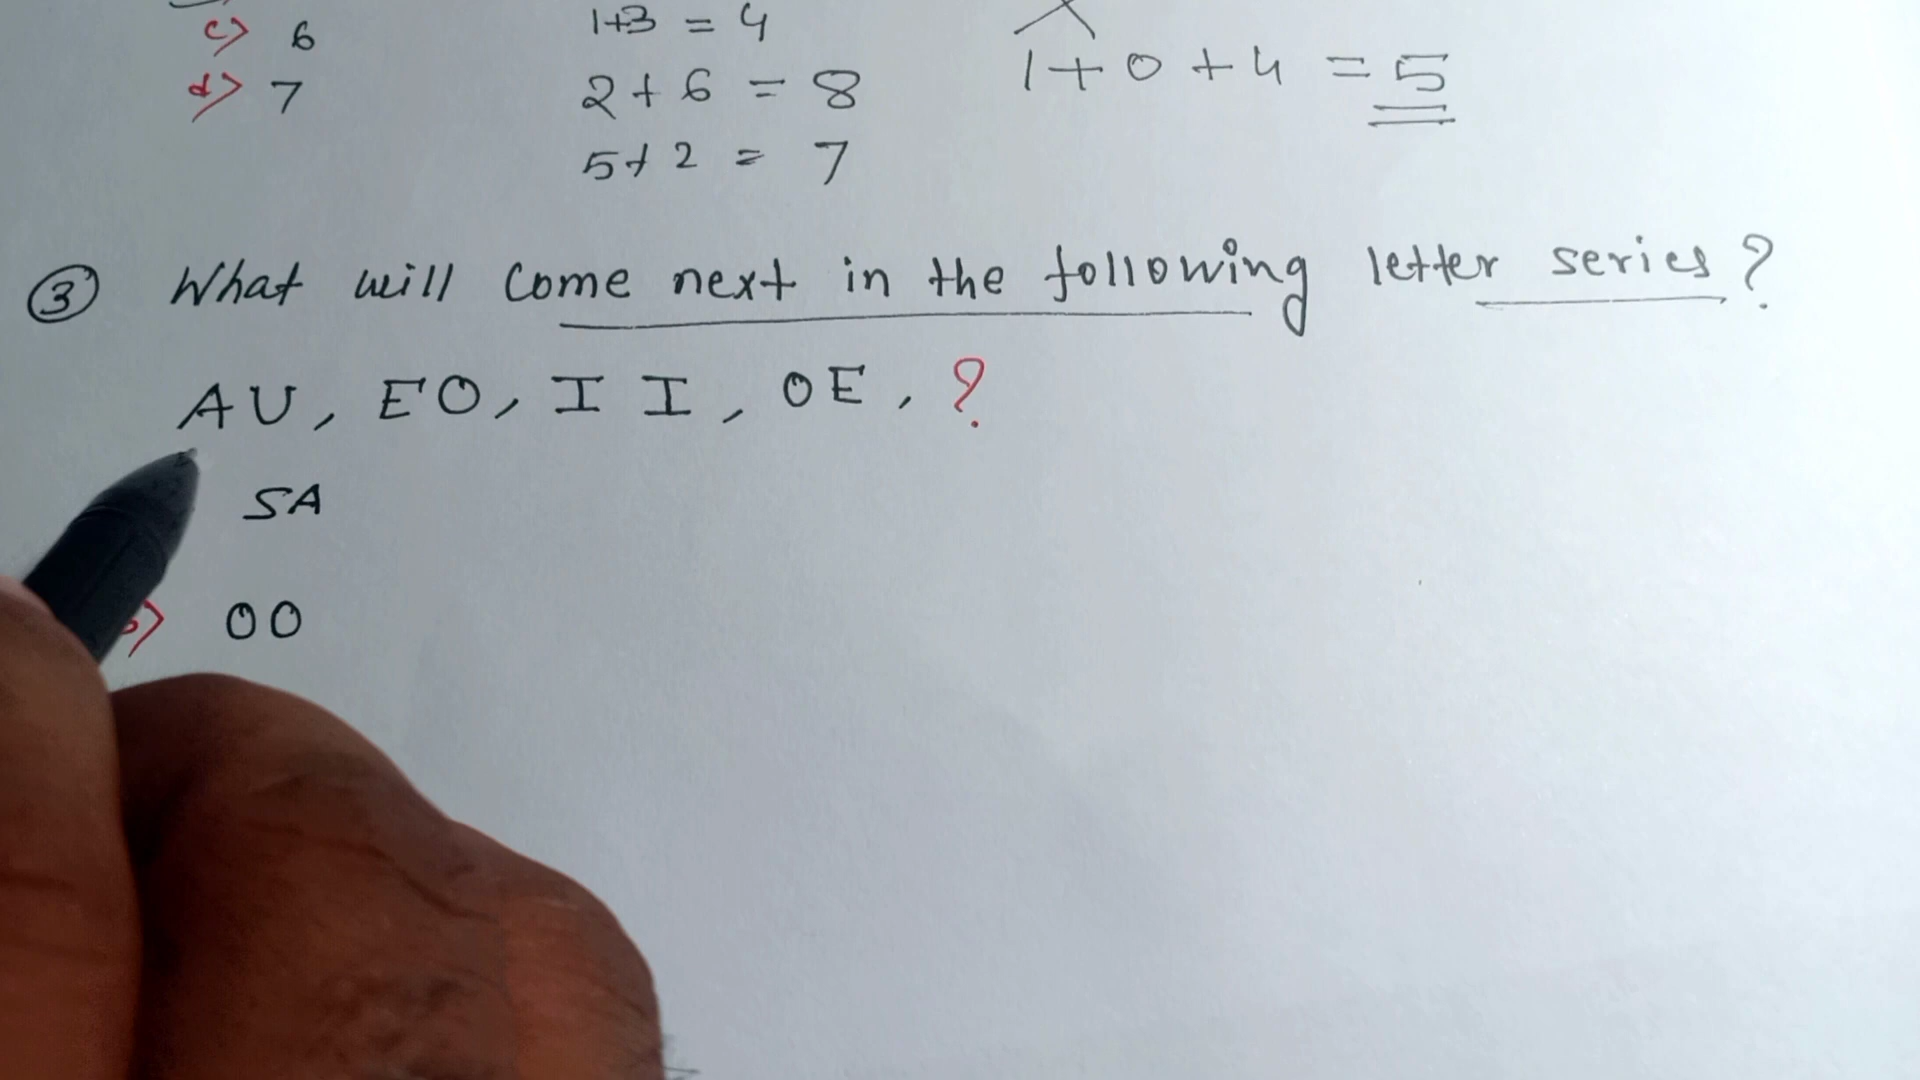 c) 6
1+3 = 4
1+0+4 = 5
d) 7
2+6 = 8
5+2 = 7
3 What will come next in the following letter series?
AU, EO, II, OE, ?
SA
b) OO